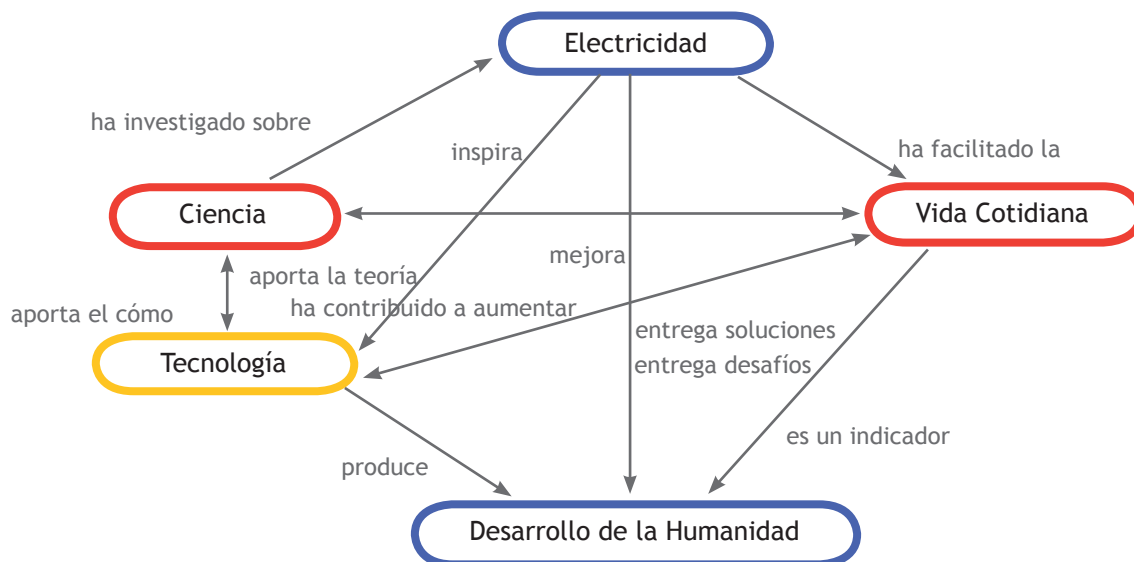 Electricidad
ha investigado sobre
inspira
ha facilitado la
Ciencia
Vida Cotidiana
mejora
aporta la teoría
ha contribuido a aumentar
aporta el cómo
entrega soluciones
Tecnología
entrega desafíos
es un indicador
produce
Desarrollo de la Humanidad